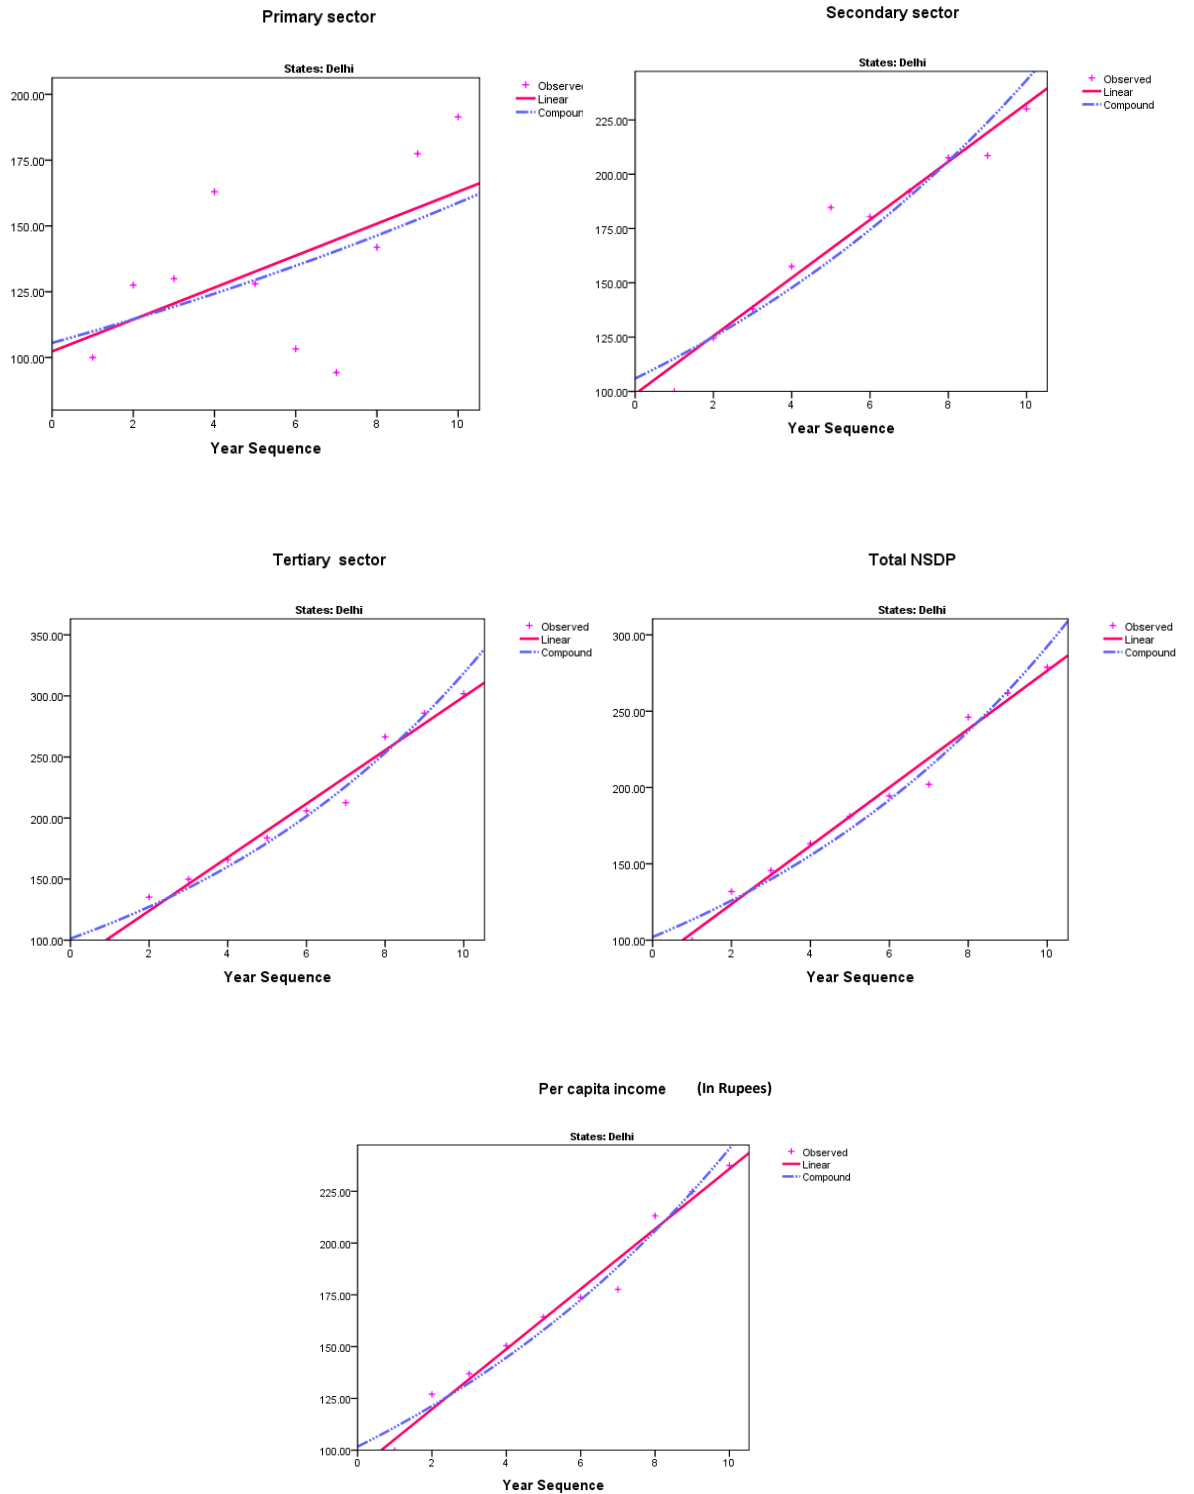 Primary sector
States: Delhi
200.00
175.00
150.00
125.00
100.00
0 2 4 6 8 10
Year Sequence
Observed
Linear
Compoun
Secondary sector
States: Delhi
225.00
200.00
175.00
150.00
125.00
100.00
0 2 4 6 8 10
Year Sequence
Observed
Linear
Compound
Tertiary sector
States: Delhi
350.00
300.00
250.00
200.00
150.00
100.00
0 2 4 6 8 10
Year Sequence
Observed
Linear
Compound
Total NSDP
States: Delhi
300.00
250.00
200.00
150.00
100.00
0 2 4 6 8 10
Year Sequence
Observed
Linear
Compound
Per capita income (In Rupees)
States: Delhi
225.00
200.00
175.00
150.00
125.00
100.00
0 2 4 6 8 10
Year Sequence
Observed
Linear
Compound